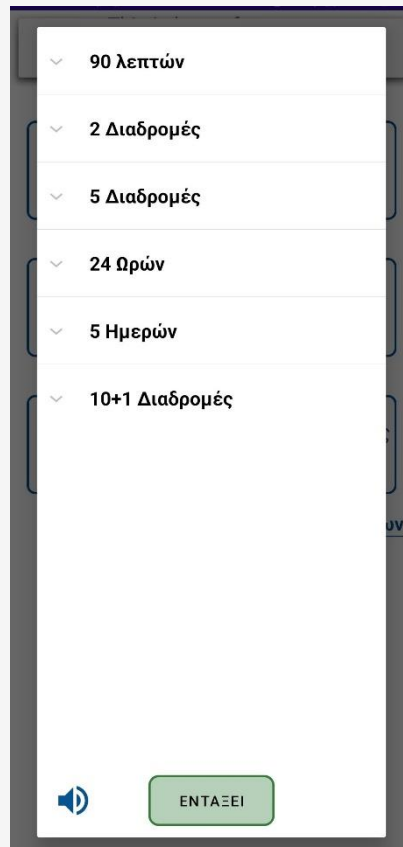 90 λεπτών
2 Διαδρομές
5 Διαδρομές
24 Ωρών
5 Ημερών
10+1 Διαδρομές
ΕΝΤΑΞΕΙ